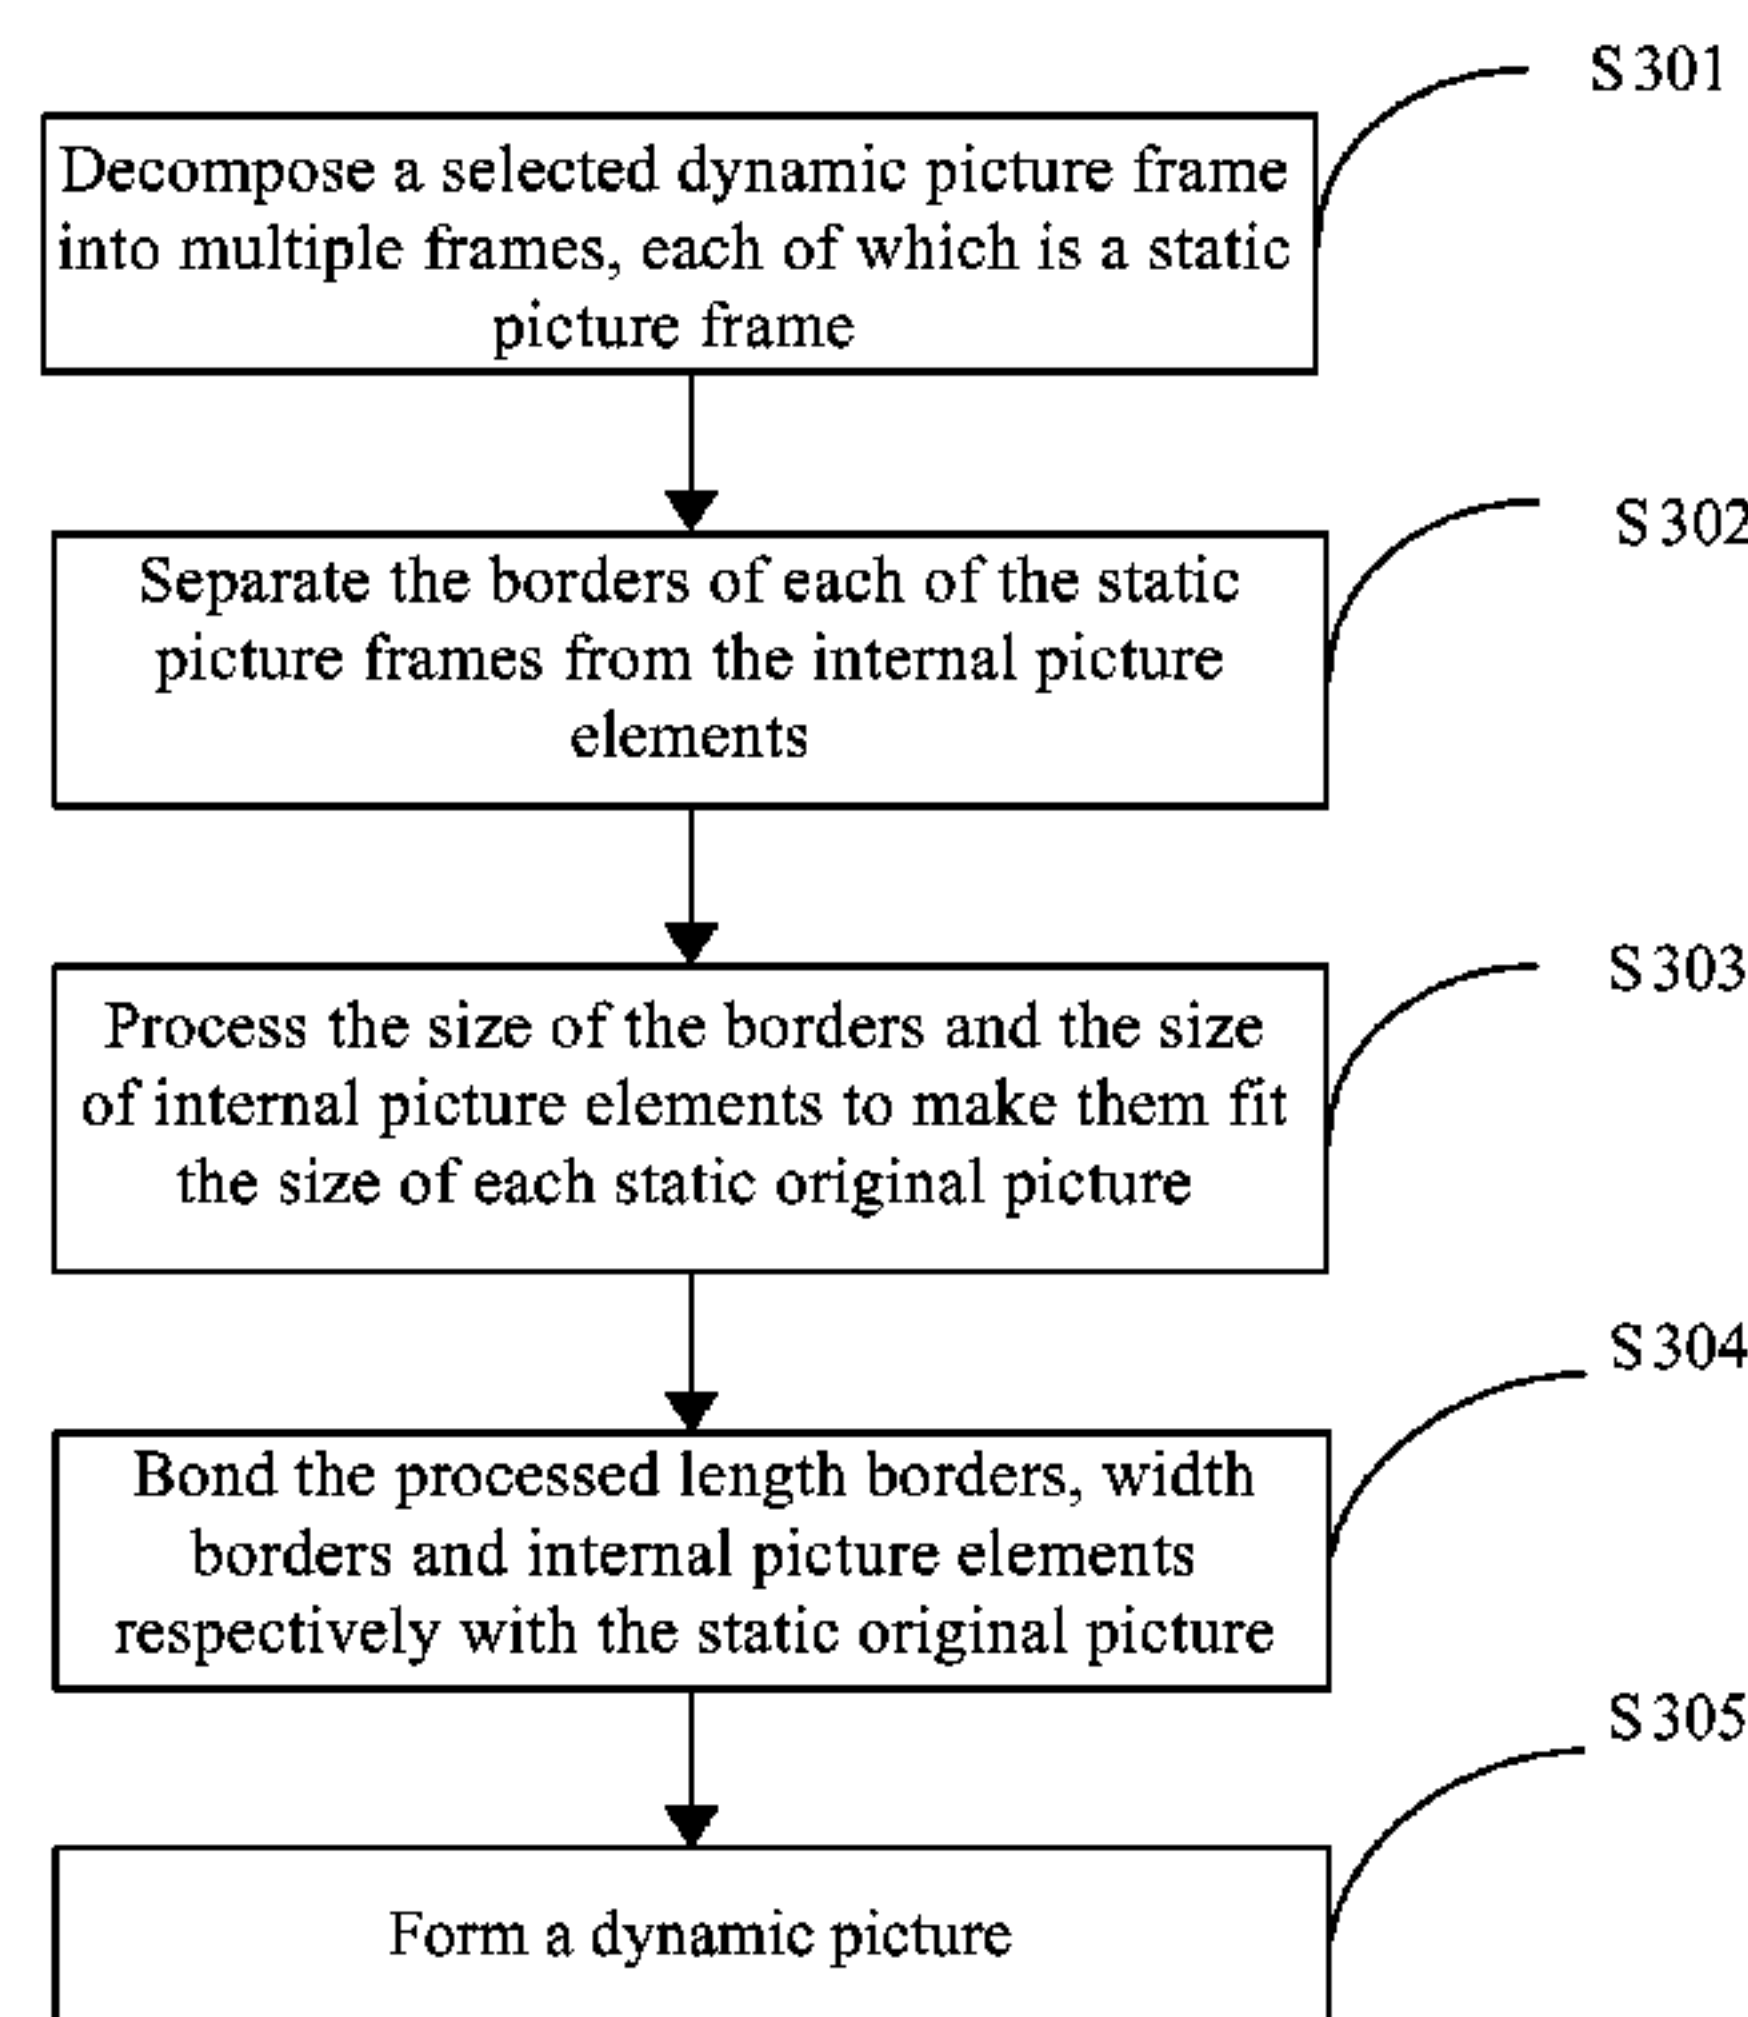 S301
Decompose a selected dynamic picture frame
into multiple frames, each of which is a static
picture frame
S302
Separate the borders of each of the static
picture frames from the internal picture
elements
S303
Process the size of the borders and the size
of internal picture elements to make them fit
the size of each static original picture
S304
Bond the processed length borders, width
borders and internal picture elements
respectively with the static original picture
S305
Form a dynamic picture